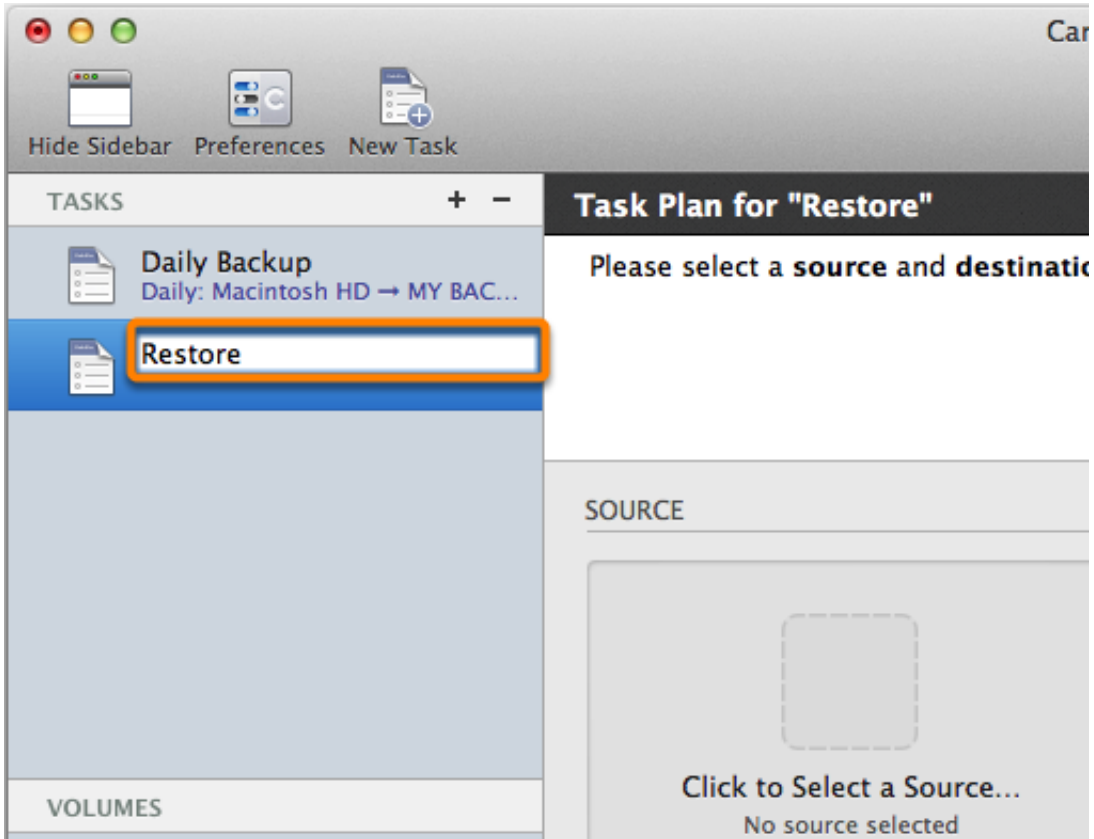 Car
Hide Sidebar Preferences New Task
TASKS + −
Task Plan for "Restore"
Daily Backup
Daily: Macintosh HD → MY BAC...
Please select a source and destinatio
Restore
SOURCE
Click to Select a Source...
No source selected
VOLUMES